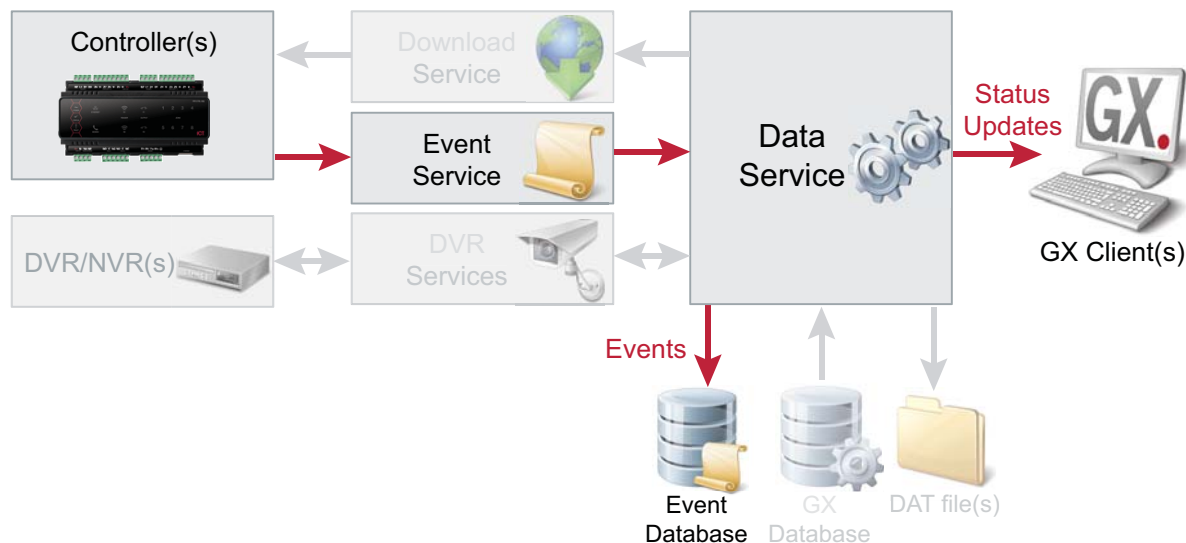 Controller(s)
Download
Service
Event
Service
Data
Service
Status
Updates
GX.
GX Client(s)
DVR/NVR(s)
DVR
Services
Events
Event
Database
GX
Database
DAT file(s)